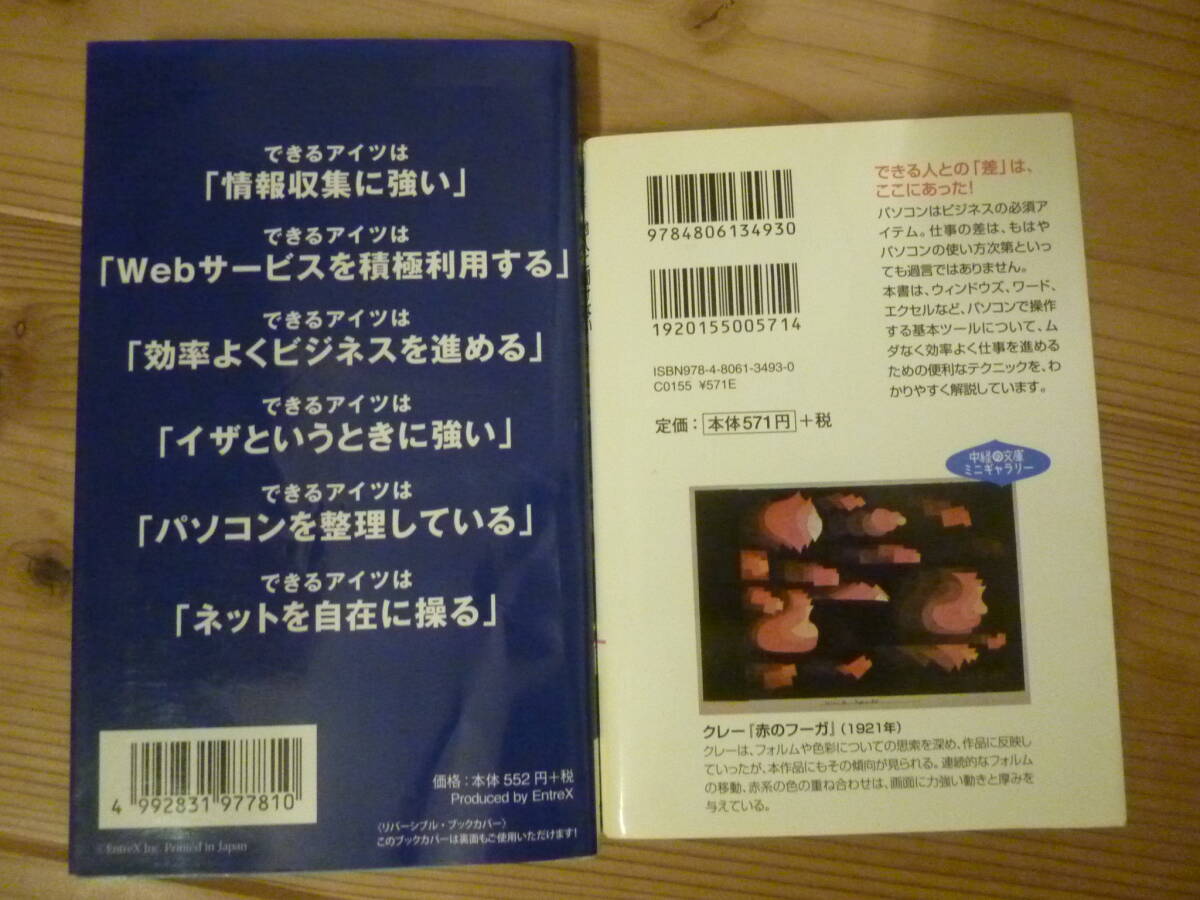 できるアイツは
「情報収集に強い」
できるアイツは
「Webサービスを積極利用する」
できるアイツは
「効率よくビジネスを進める」
できるアイツは
「イザというときに強い」
できるアイツは
「パソコンを整理している」
できるアイツは
「ネットを自在に操る」
4 992831 977810
価格：本体 552 円+税
Produced by EntreX
〈リバーシブル・ブックカバー〉
このブックカバーは裏面もご使用いただけます！
©EntreX Inc. Printed in Japan
9784806134930
1920155005714
ISBN978-4-8061-3493-0
C0155 ¥571E
定価：本体571円＋税
できる人との「差」は、
ここにあった！
パソコンはビジネスの必須ア
イテム。仕事の差は、もはや
パソコンの使い方次第といっ
ても過言ではありません。
本書は、ウィンドウズ、ワード、
エクセルなど、パソコンで操作
する基本ツールについて、ム
ダなく効率よく仕事を進める
ための便利なテクニックを、わ
かりやすく解説しています。
中経の文庫
ミニギャラリー
クレー『赤のフーガ』（1921年）
クレーは、フォルムや色彩についての思索を深め、作品に反映し
ていったが、本作品にもその傾向が見られる。連続的なフォルム
の移動、赤系の色の重ね合わせは、画面に力強い動きと厚みを
与えている。